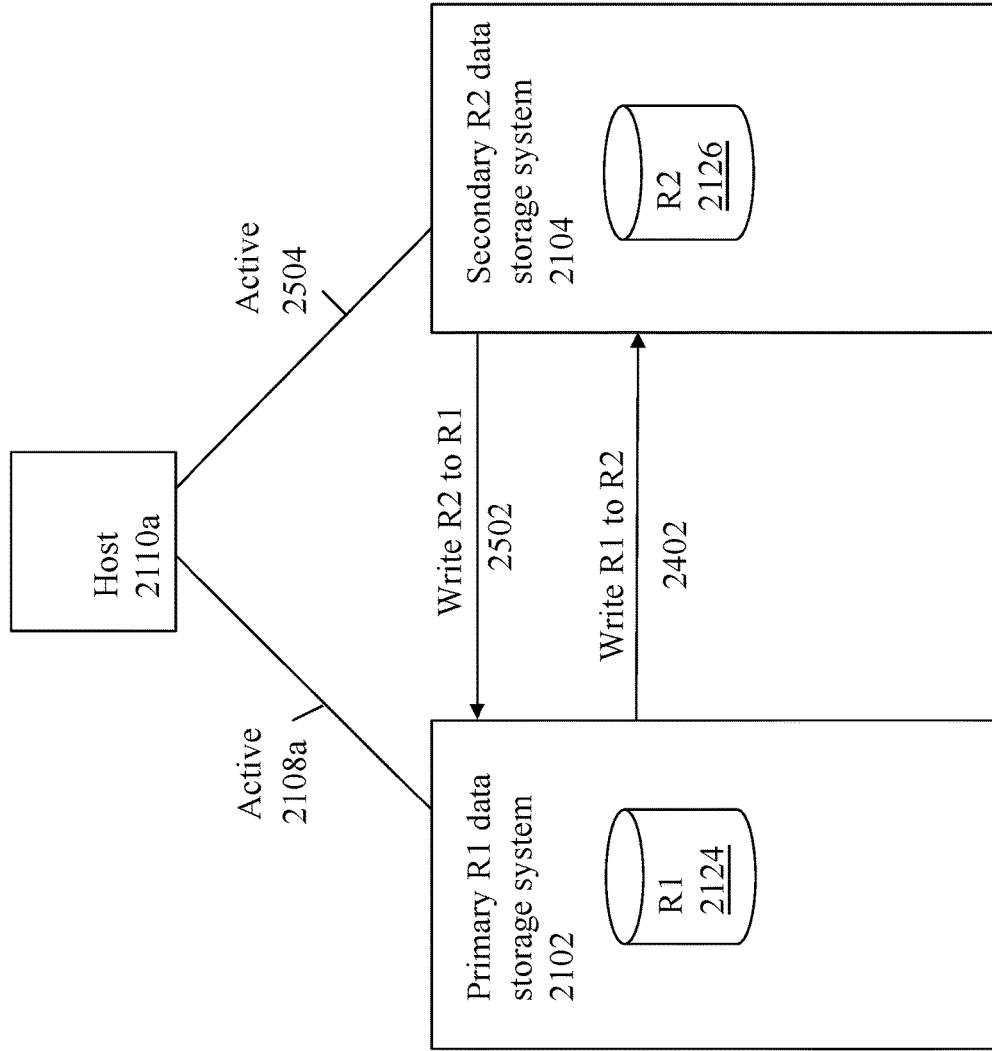 Host
2110a
Active
2108a
Active
2504
Primary R1 data
storage system
2102
R1
2124
Write R2 to R1
2502
Write R1 to R2
2402
Secondary R2 data
storage system
2104
R2
2126